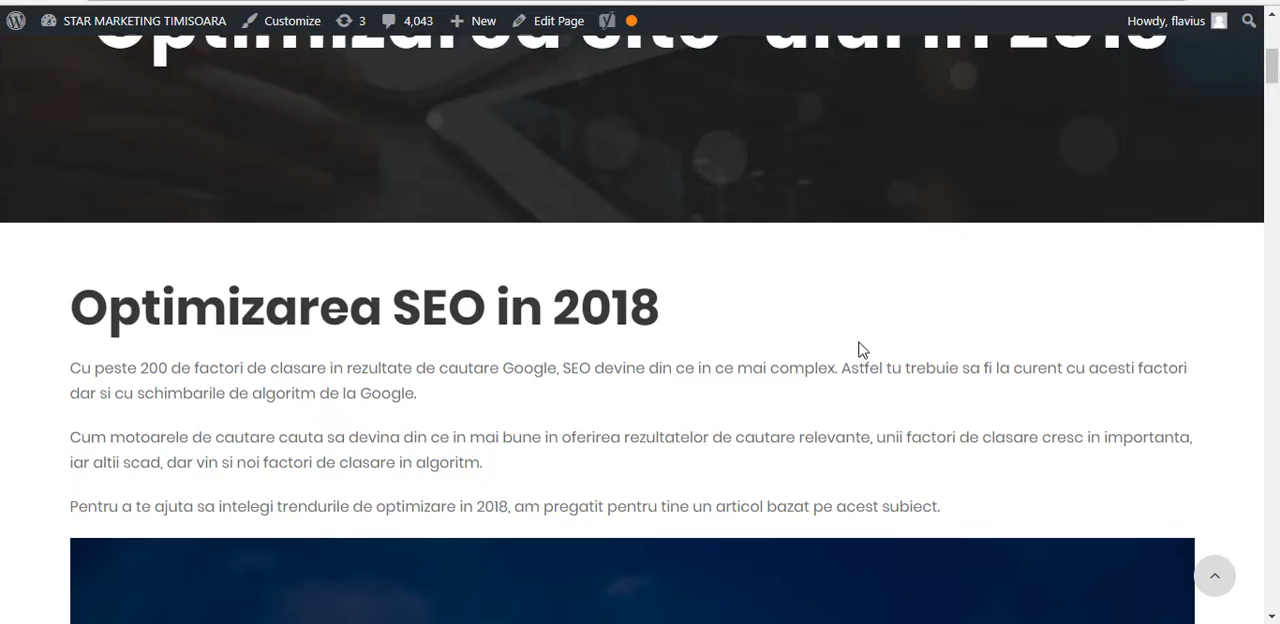 STAR MARKETING TIMISOARA Customize 3 4,043 New Edit Page Howdy, flavius
Optimizarea SEO in 2018
Cu peste 200 de factori de clasare in rezultate de cautare Google, SEO devine din ce in ce mai complex. Astfel tu trebuie sa fi la curent cu acesti factori
dar si cu schimbarile de algoritm de la Google.
Cum motoarele de cautare cauta sa devina din ce in mai bune in oferirea rezultatelor de cautare relevante, unii factori de clasare cresc in importanta,
iar altii scad, dar vin si noi factori de clasare in algoritm.
Pentru a te ajuta sa intelegi trendurile de optimizare in 2018, am pregatit pentru tine un articol bazat pe acest subiect.